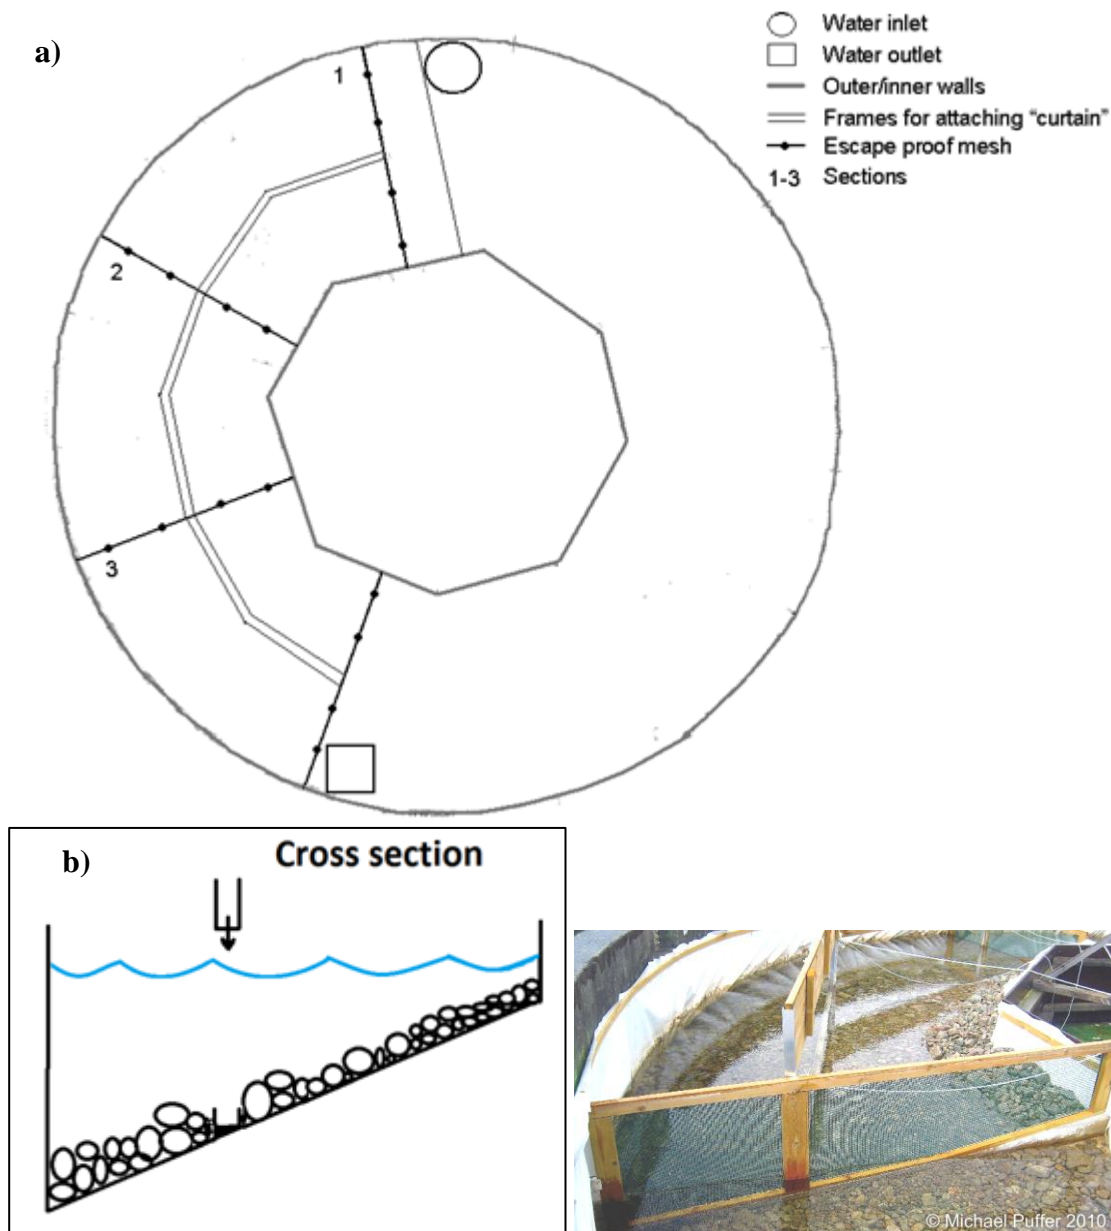 a)
Water inlet
Water outlet
Outer/inner walls
Frames for attaching "curtain"
Escape proof mesh
1-3 Sections
1
2
3
b)
Cross section
© Michael Puffer 2010